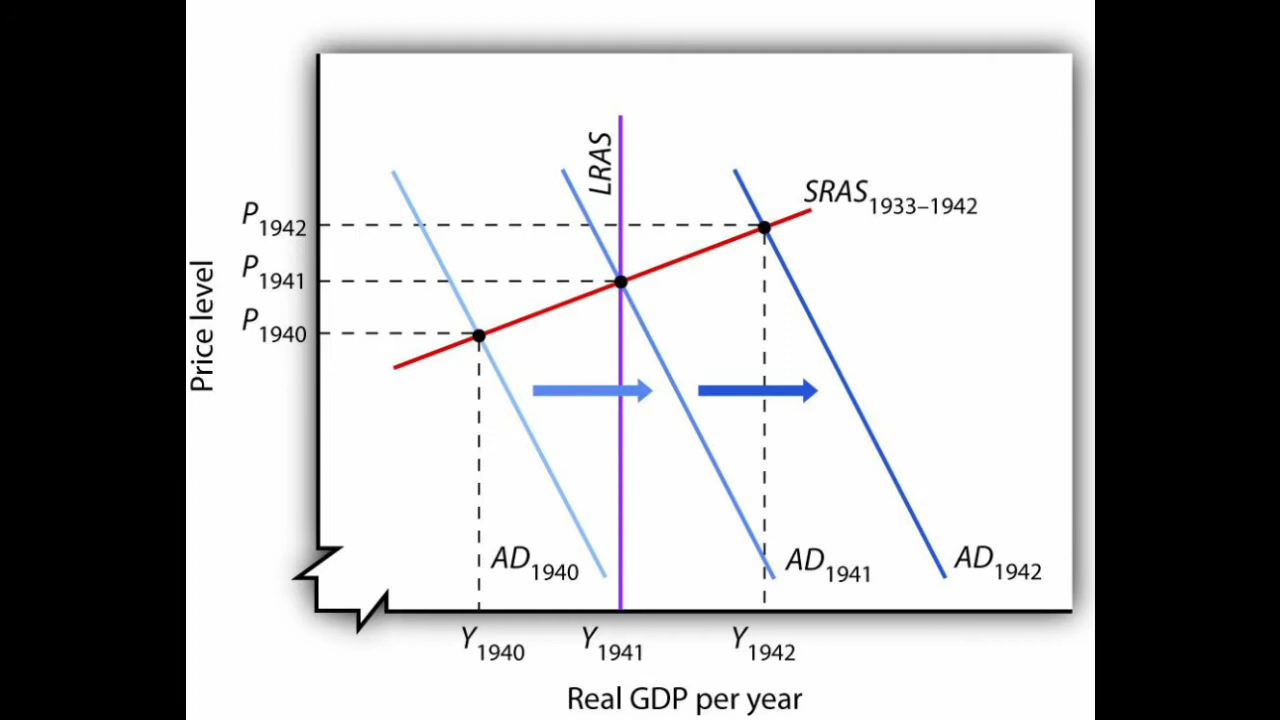 LRAS
SRAS1933–1942
P1942
P1941
P1940
Price level
AD1940
AD1941
AD1942
Y1940
Y1941
Y1942
Real GDP per year